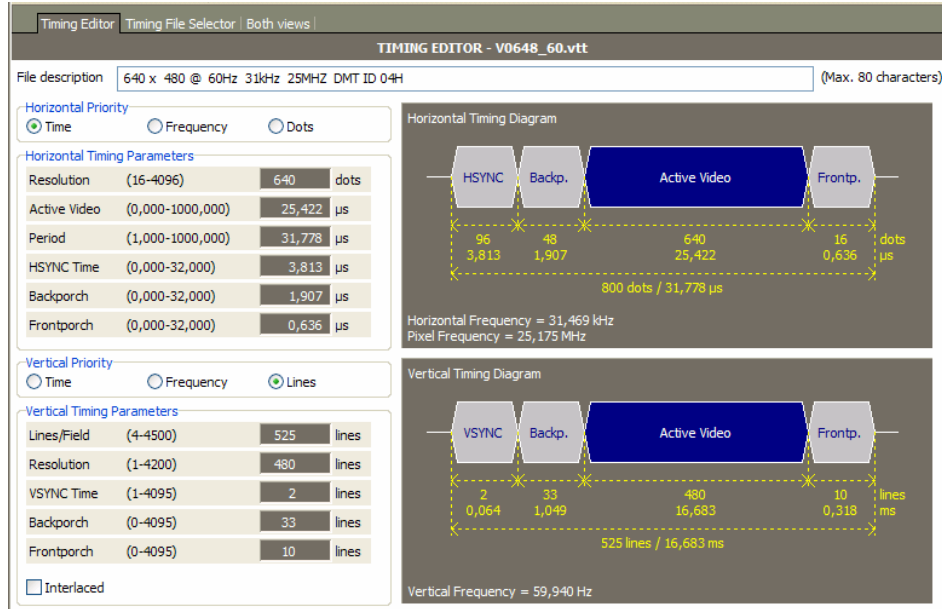 Timing Editor Timing File Selector Both views
TIMING EDITOR - V0648_60.vtt
File description 640 x 480 @ 60Hz 31kHz 25MHZ DMT ID 04H (Max. 80 characters)
Horizontal Priority
Time Frequency Dots
Horizontal Timing Parameters
Resolution (16-4096) 640 dots
Active Video (0,000-1000,000) 25,422 µs
Period (1,000-1000,000) 31,778 µs
HSYNC Time (0,000-32,000) 3,813 µs
Backporch (0,000-32,000) 1,907 µs
Frontporch (0,000-32,000) 0,636 µs
Horizontal Timing Diagram
HSYNC Backp. Active Video Frontp.
96 48 640 16 dots
3,813 1,907 25,422 0,636 µs
800 dots / 31,778 µs
Horizontal Frequency = 31,469 kHz
Pixel Frequency = 25,175 MHz
Vertical Priority
Time Frequency Lines
Vertical Timing Parameters
Lines/Field (4-4500) 525 lines
Resolution (1-4200) 480 lines
VSYNC Time (1-4095) 2 lines
Backporch (0-4095) 33 lines
Frontporch (0-4095) 10 lines
Interlaced
Vertical Timing Diagram
VSYNC Backp. Active Video Frontp.
2 33 480 10 lines
0,064 1,049 16,683 0,318 ms
525 lines / 16,683 ms
Vertical Frequency = 59,940 Hz